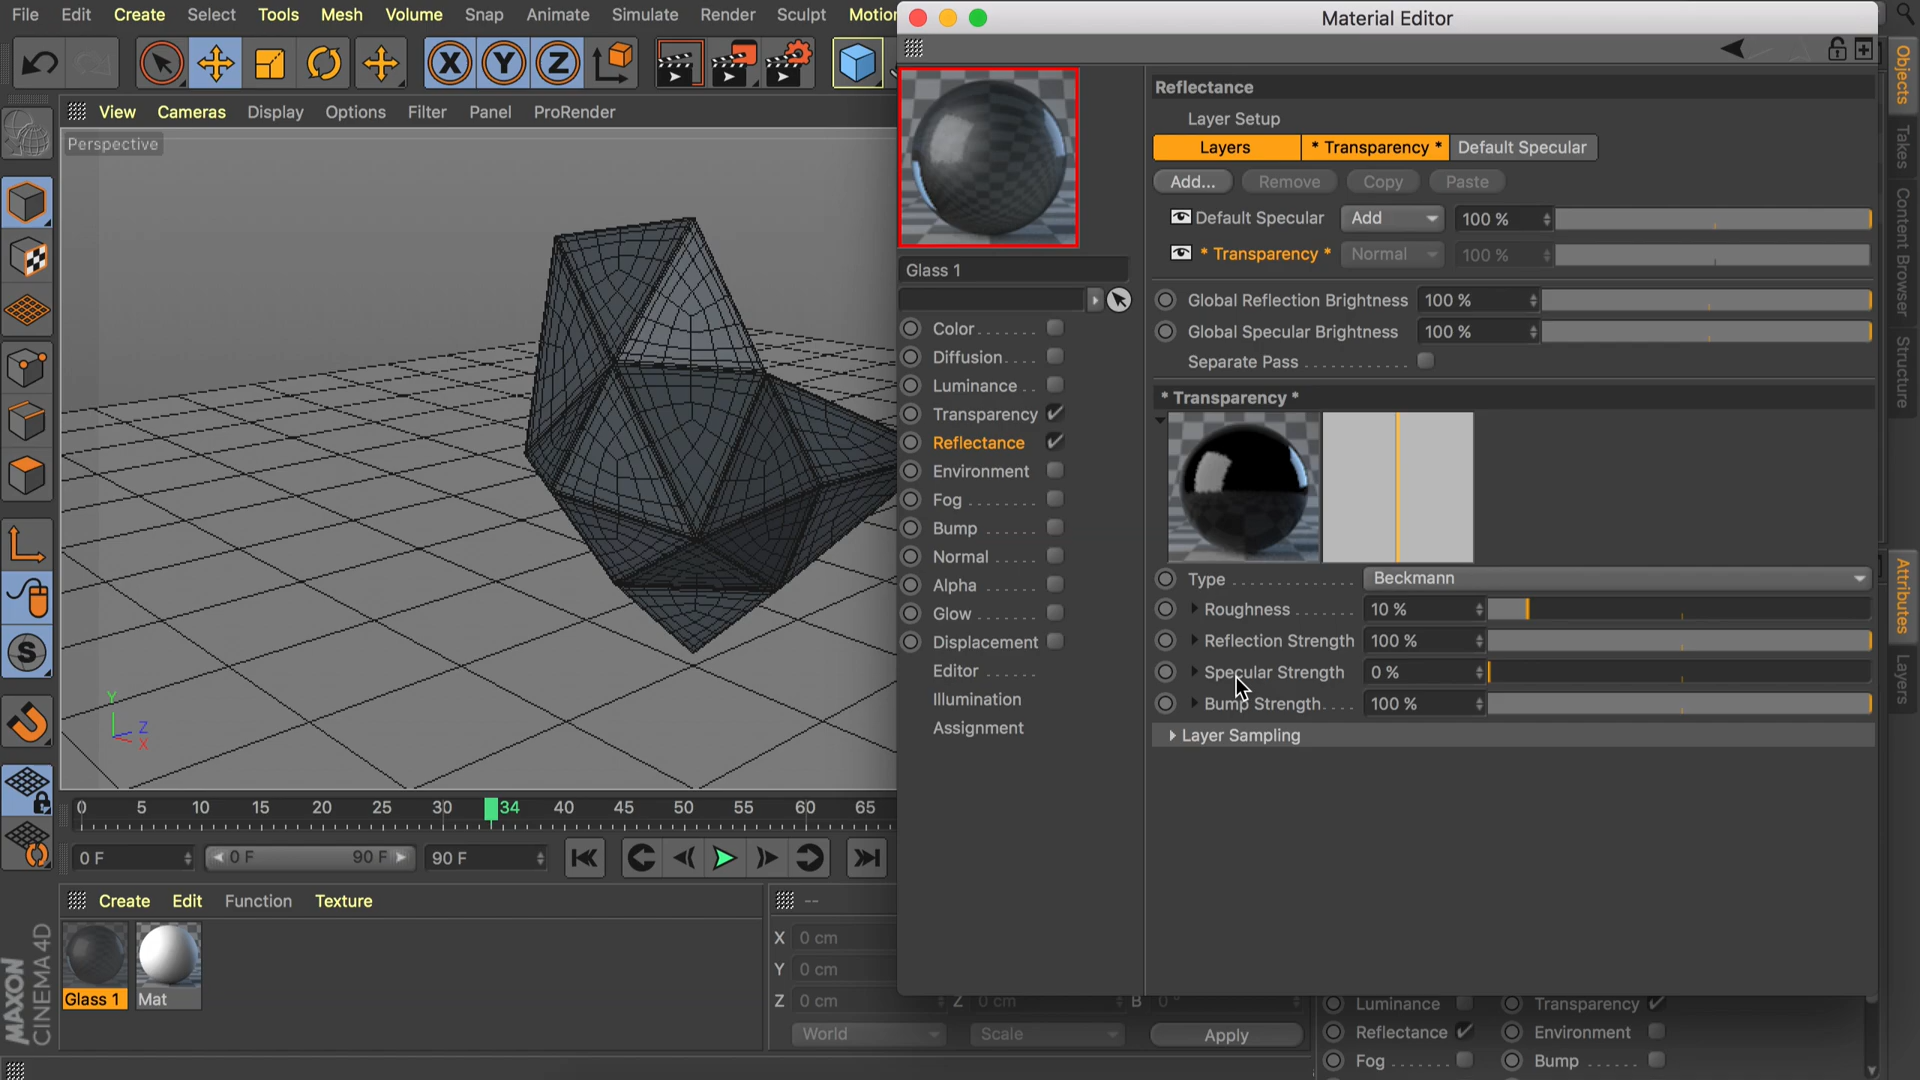 File Edit Create Select Tools Mesh Volume Snap Animate Simulate Render Sculpt Motion
Material Editor
X Y Z
View Cameras Display Options Filter Panel ProRender
Perspective
Y
Z
X
S
0 5 10 15 20 25 30 34 40 45 50 55 60 65
0 F 0 F 90 F 90 F
Create Edit Function Texture
Glass 1 Mat
MAXON
CINEMA 4D
--
X 0 cm
Y 0 cm
Z 0 cm Z 0 cm B 0 °
World Scale Apply
Glass 1
Color
Diffusion
Luminance
Transparency
Reflectance
Environment
Fog
Bump
Normal
Alpha
Glow
Displacement
Editor
Illumination
Assignment
Reflectance
Layer Setup
Layers * Transparency * Default Specular
Add... Remove Copy Paste
Default Specular Add 100 %
* Transparency * Normal 100 %
Global Reflection Brightness 100 %
Global Specular Brightness 100 %
Separate Pass
* Transparency *
Type Beckmann
Roughness 10 %
Reflection Strength 100 %
Specular Strength 0 %
Bump Strength 100 %
Layer Sampling
Luminance Transparency
Reflectance Environment
Fog Bump
Objects
Takes
Content Browser
Structure
Attributes
Layers